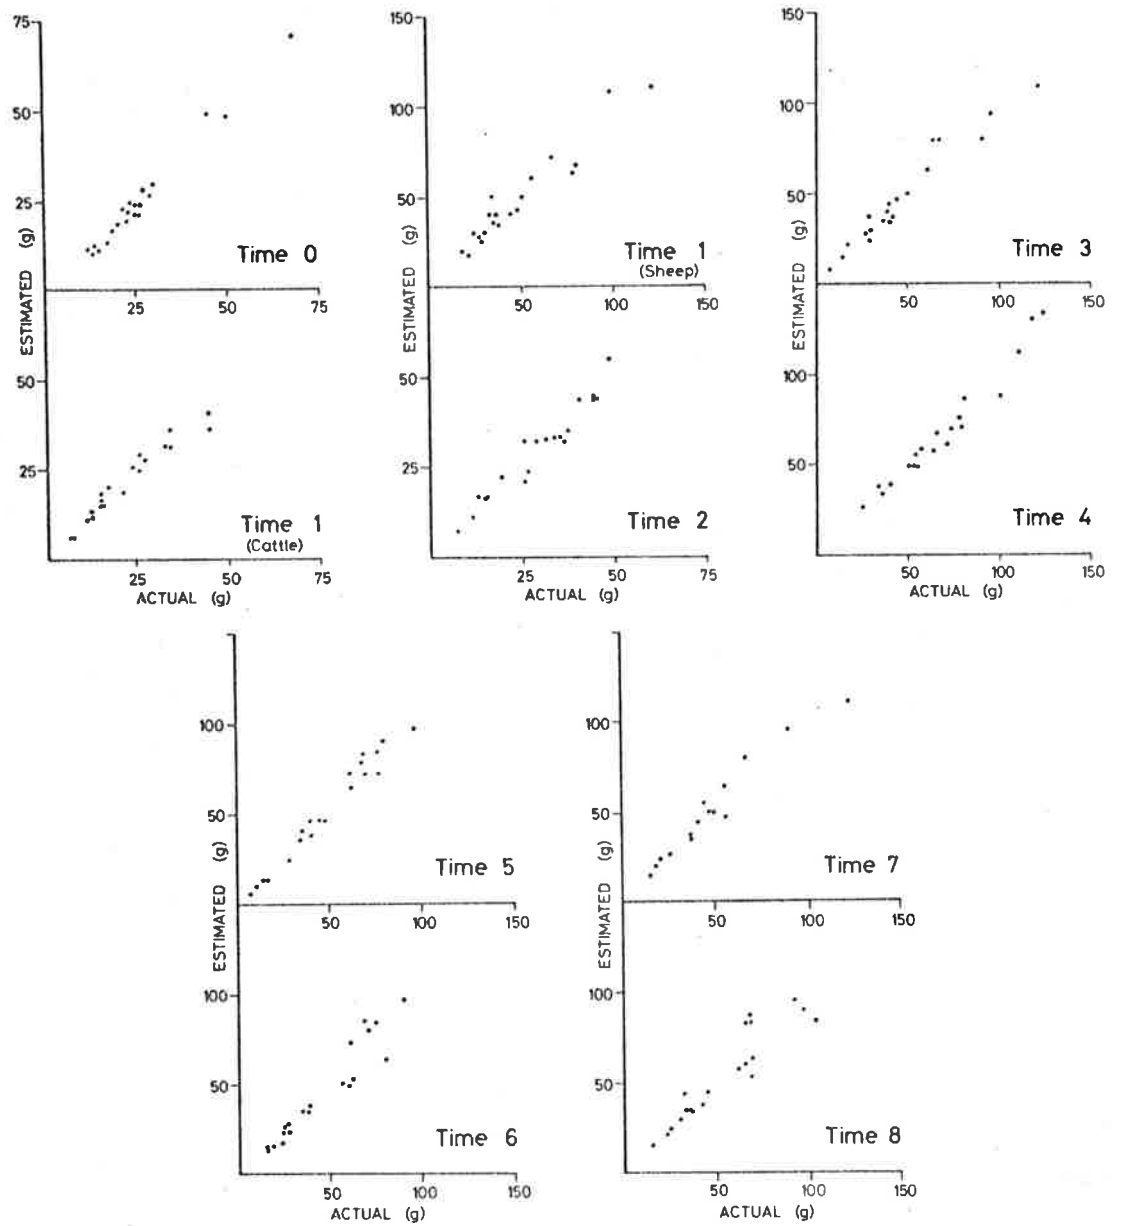 75
50
25
ESTIMATED (g)
Time 0
25 50 75
50
25
Time 1
(Cattle)
25 50 75
ACTUAL (g)
150
100
50
ESTIMATED (g)
Time 1
(Sheep)
50 100 150
50
25
Time 2
25 50 75
ACTUAL (g)
150
100
50
ESTIMATED (g)
Time 3
50 100 150
100
50
Time 4
50 100 150
ACTUAL (g)
100
50
ESTIMATED (g)
Time 5
50 100 150
100
50
Time 6
50 100 150
ACTUAL (g)
100
50
ESTIMATED (g)
Time 7
50 100 150
100
50
Time 8
50 100 150
ACTUAL (g)